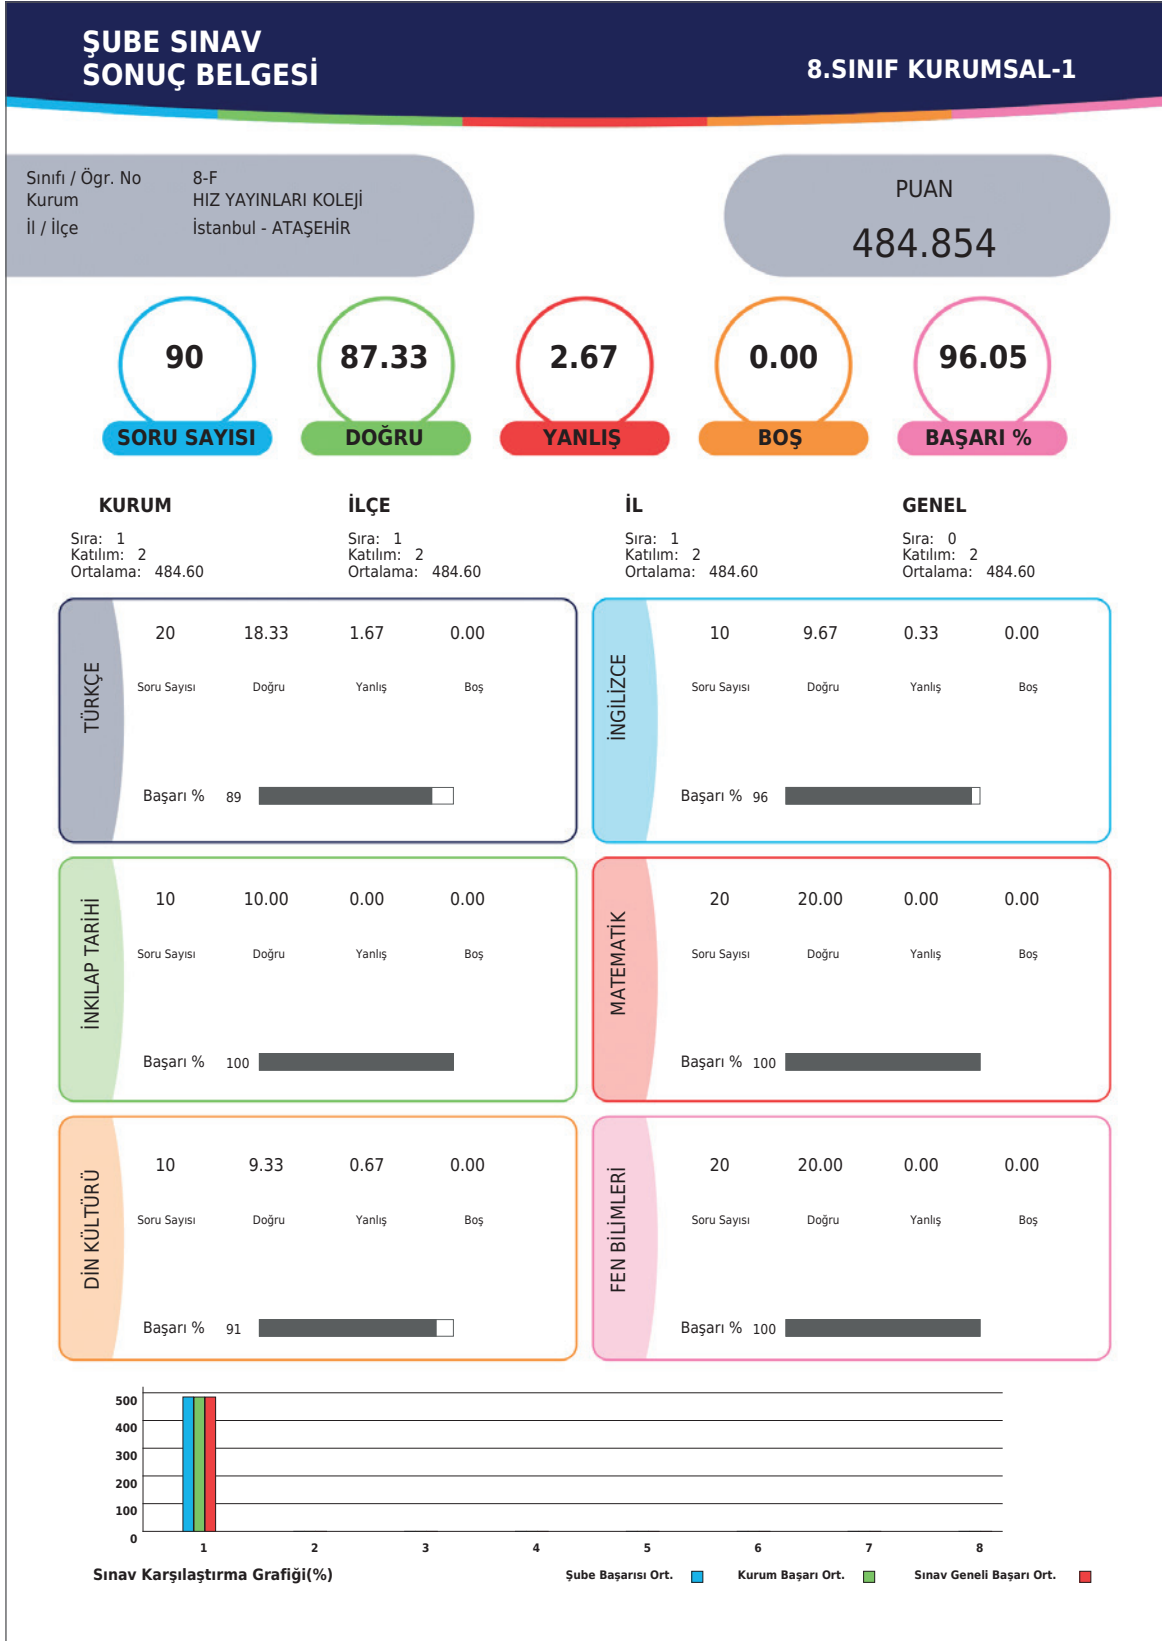 ŞUBE SINAV
SONUÇ BELGESİ
8.SINIF KURUMSAL-1
Sınıfı / Ögr. No 8-F
Kurum HIZ YAYINLARI KOLEJİ
İl / İlçe İstanbul - ATAŞEHİR
PUAN
484.854
90 87.33 2.67 0.00 96.05
SORU SAYISI DOĞRU YANLIŞ BOŞ BAŞARI %
KURUM İLÇE İL GENEL
Sıra: 1 Sıra: 1 Sıra: 1 Sıra: 0
Katılım: 2 Katılım: 2 Katılım: 2 Katılım: 2
Ortalama: 484.60 Ortalama: 484.60 Ortalama: 484.60 Ortalama: 484.60
TÜRKÇE
20 18.33 1.67 0.00
Soru Sayısı Doğru Yanlış Boş
Başarı % 89
İNGİLİZCE
10 9.67 0.33 0.00
Soru Sayısı Doğru Yanlış Boş
Başarı % 96
İNKILAP TARİHİ
10 10.00 0.00 0.00
Soru Sayısı Doğru Yanlış Boş
Başarı % 100
MATEMATİK
20 20.00 0.00 0.00
Soru Sayısı Doğru Yanlış Boş
Başarı % 100
DİN KÜLTÜRÜ
10 9.33 0.67 0.00
Soru Sayısı Doğru Yanlış Boş
Başarı % 91
FEN BİLİMLERİ
20 20.00 0.00 0.00
Soru Sayısı Doğru Yanlış Boş
Başarı % 100
500
400
300
200
100
0
1 2 3 4 5 6 7 8
Sınav Karşılaştırma Grafiği(%) Şube Başarısı Ort. Kurum Başarı Ort. Sınav Geneli Başarı Ort.